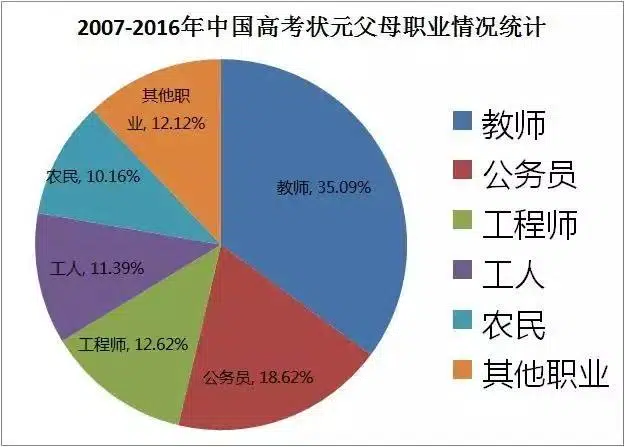 2007-2016年中国高考状元父母职业情况统计
其他职
业, 12.12%
农民, 10.16%
教师, 35.09%
工人, 11.39%
工程师, 12.62%
公务员, 18.62%
教师
公务员
工程师
工人
农民
其他职业